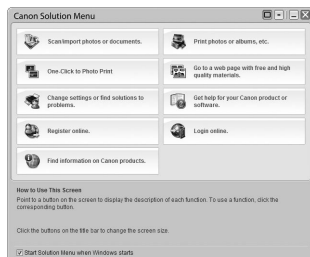 Canon Solution Menu
Scan/Import photos or documents.
Print photos or albums, etc.
One-Click to Photo Print
Go to a web page with free and high
quality materials.
Change settings or find solutions to
problems.
Get help for your Canon product or
software.
Register online.
Login online.
Find information on Canon products.
How to Use This Screen
Point to a button on the screen to display the description of each function. To use a function, click the
corresponding button.
Click the buttons on the title bar to change the screen size.
Start Solution Menu when Windows starts